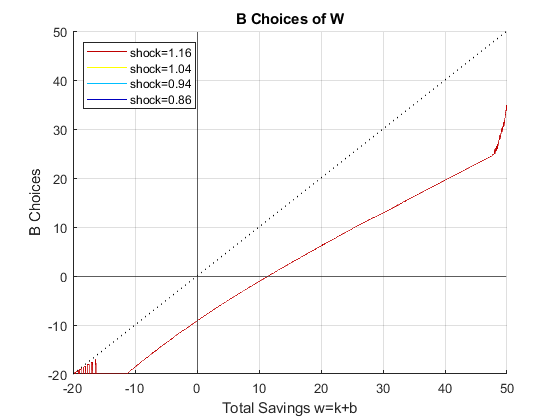 B Choices of W
shock=1.16
shock=1.04
shock=0.94
shock=0.86
50
40
30
20
10
0
-10
-20
B Choices
-20 -10 0 10 20 30 40 50
Total Savings w=k+b